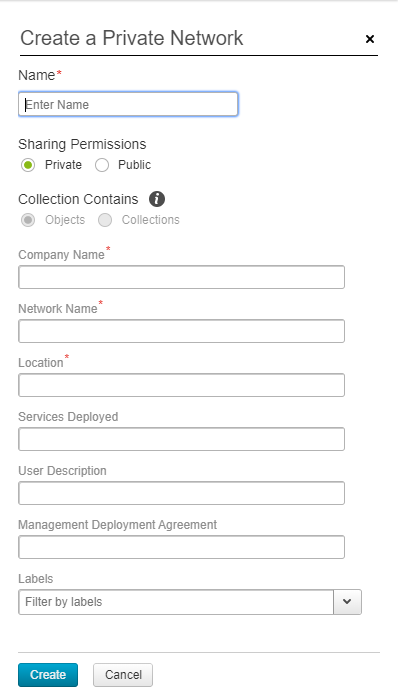 Create a Private Network
Name*
Enter Name
Sharing Permissions
Private Public
Collection Contains i
Objects Collections
Company Name*
Network Name*
Location*
Services Deployed
User Description
Management Deployment Agreement
Labels
Filter by labels
Create Cancel